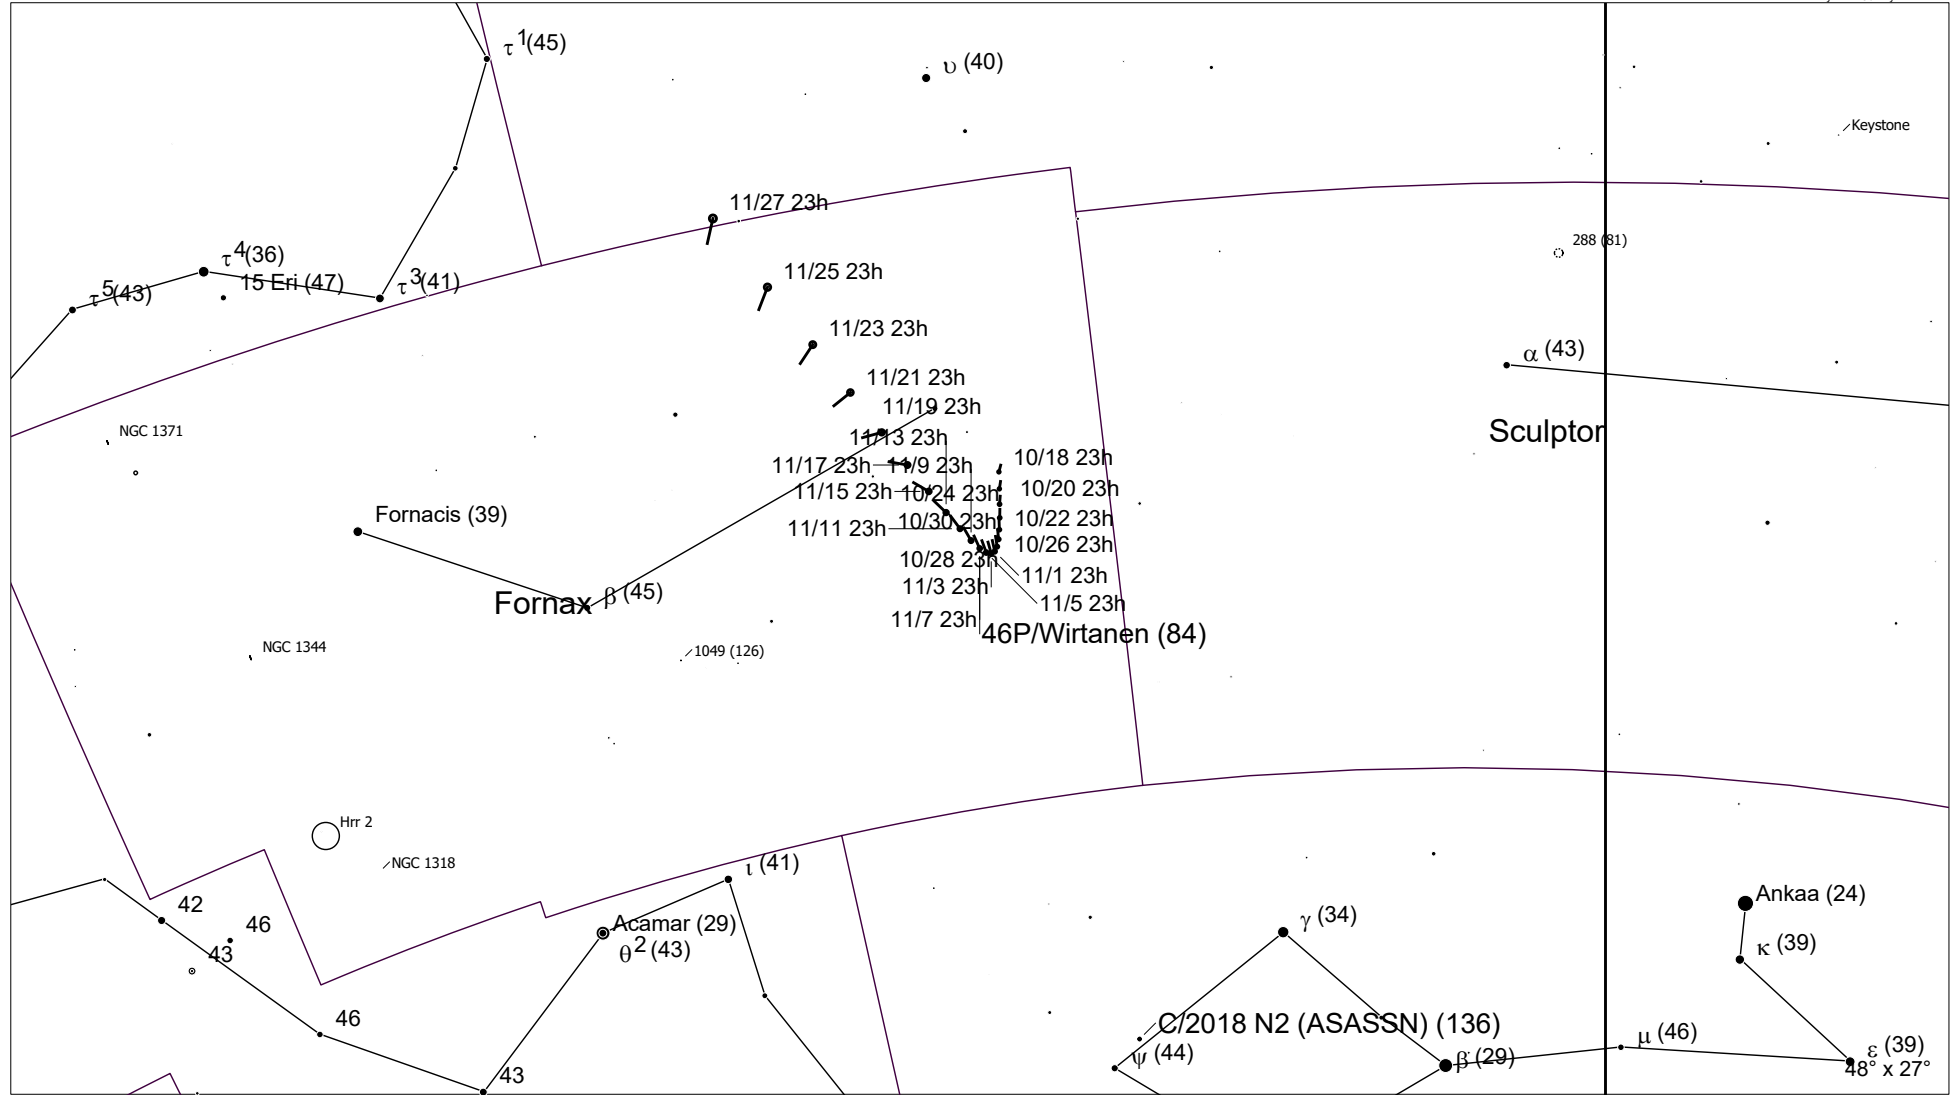 τ 1 (45)
υ (40)
Keystone
11/27 23h
τ 4 (36)
288 (81)
15 Eri (47)
τ 3 (41)
τ 5 (43)
11/25 23h
11/23 23h
α (43)
11/21 23h
11/19 23h
NGC 1371
11/13 23h
Sculptor
10/18 23h
11/17 23h
11/9 23h
11/15 23h
10/24 23h
10/20 23h
Fornacis (39)
11/11 23h
10/30 23h
10/22 23h
10/26 23h
10/28 23h
11/1 23h
11/3 23h
11/5 23h
β (45)
Fornax
11/7 23h
46P/Wirtanen (84)
NGC 1344
1049 (126)
Hrr 2
NGC 1318
ι (41)
42
Ankaa (24)
46
Acamar (29)
γ (34)
43
θ 2 (43)
κ (39)
46
C/2018 N2 (ASASSN) (136)
μ (46)
ψ (44)
β (29)
ε (39)
48° x 27°
43